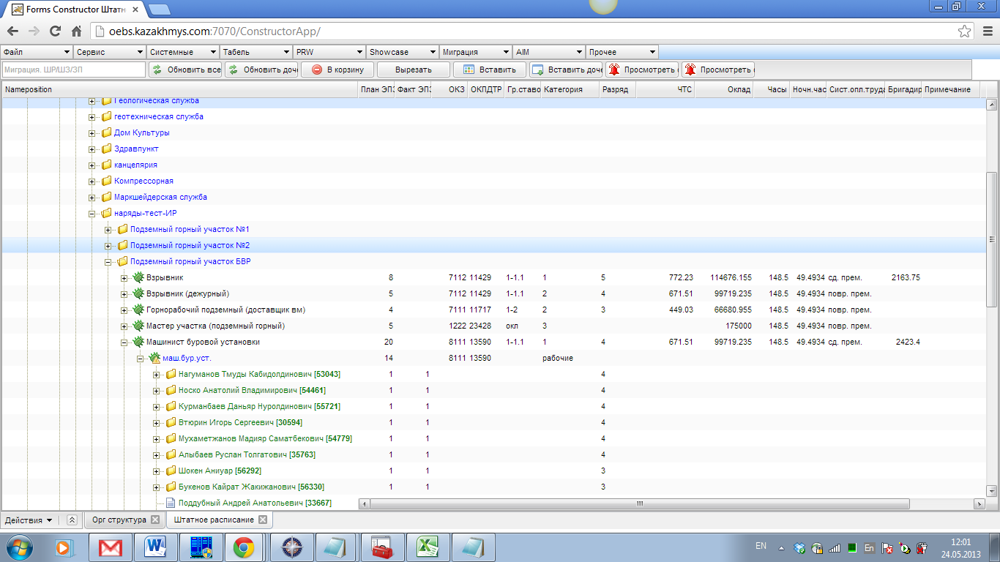 Forms Constructor Штатн
oebs.kazakhmys.com:7070/ConstructorApp/
Файл Сервис Системные Табель PRW Showcase Миграция AIM Прочее
Миграция. ШР/ШЗ/ЗП Обновить все Обновить доч В корзину Вырезать Вставить Вставить доче Просмотреть Просмотреть
Nameposition План ЭПЗ Факт ЭПЗ ОКЗ ОКПДТР Гр.ставо Категория Разряд ЧТС Оклад Часы Ночн.час Сист.опл.труда Бригадир Примечание
Геологическая служба
геотехническая служба
Дом Культуры
Здравпункт
канцелярия
Компрессорная
Маркшейдерская служба
наряды-тест-ИР
Подземный горный участок №1
Подземный горный участок №2
Подземный горный участок БВР
Взрывник 8 7112 11429 1-1.1 1 5 772.23 114676.155 148.5 49.4934 сд. прем. 2163.75
Взрывник (дежурный) 5 7112 11429 1-1.1 2 4 671.51 99719.235 148.5 49.4934 повр. прем.
Горнорабочий подземный (доставщик вм) 4 7111 11717 1-2 2 3 449.03 66680.955 148.5 49.4934 повр. прем.
Мастер участка (подземный горный) 5 1222 23428 окл 3 175000 148.5 49.4934 повр. прем.
Машинист буровой установки 20 8111 13590 1-1.1 1 4 671.51 99719.235 148.5 49.4934 сд. прем. 2423.4
маш.бур.уст. 14 8111 13590 рабочие
Нагуманов Тмуды Кабидолдинович [53043] 1 1 4
Носко Анатолий Владимирович [54461] 1 1 4
Курманбаев Даньяр Нуролдинович [55721] 1 1 4
Втюрин Игорь Сергеевич [30594] 1 1 4
Мухаметжанов Мадияр Саматбекович [54779] 1 1 4
Алыбаев Руслан Толгатович [35763] 1 1 4
Шокен Аниуар [56292] 1 1 3
Букенов Кайрат Жакижанович [56330] 1 1 3
Поддубный Андрей Анатольевич [33667]
Действия Орг структура Штатное расписание
EN En 12:01
24.05.2013